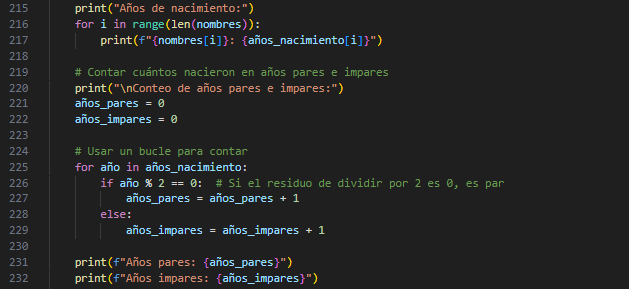 215 print("Años de nacimiento:")
216 for i in range(len(nombres)):
217 print(f"{nombres[i]}: {años_nacimiento[i]}")
218
219 # Contar cuántos nacieron en años pares e impares
220 print("\nConteo de años pares e impares:")
221 años_pares = 0
222 años_impares = 0
223
224 # Usar un bucle para contar
225 for año in años_nacimiento:
226 if año % 2 == 0:  # Si el residuo de dividir por 2 es 0, es par
227 años_pares = años_pares + 1
228 else:
229 años_impares = años_impares + 1
230
231 print(f"Años pares: {años_pares}")
232 print(f"Años impares: {años_impares}")